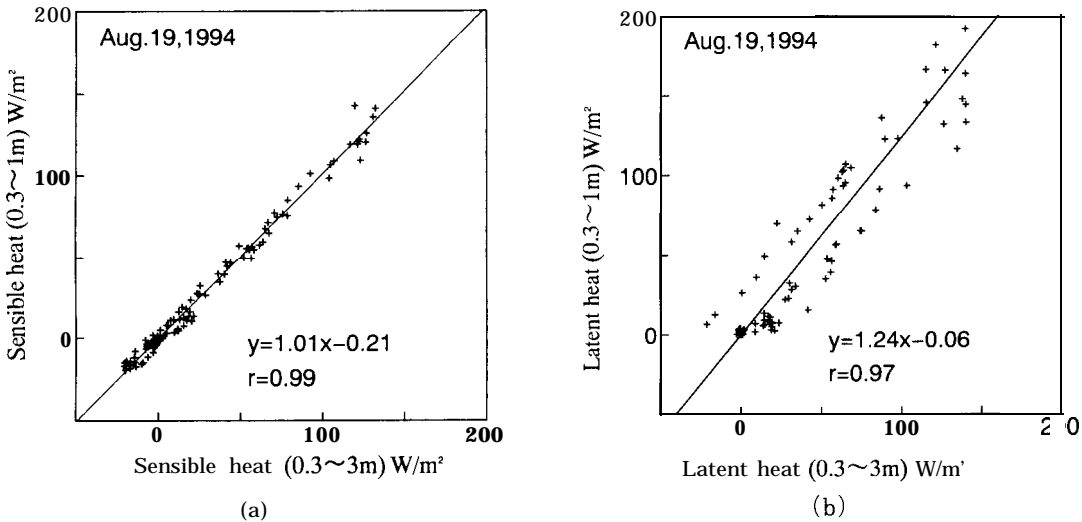 Aug.19,1994
200
100
0
Sensible heat (0.3～1m) W/m²
y=1.01x−0.21
r=0.99
0
100
200
Sensible heat (0.3～3m) W/m²
(a)
Aug.19,1994
200
100
0
Latent heat (0.3～1m) W/m²
y=1.24x−0.06
r=0.97
0
100
Latent heat (0.3～3m) W/m'
(b)